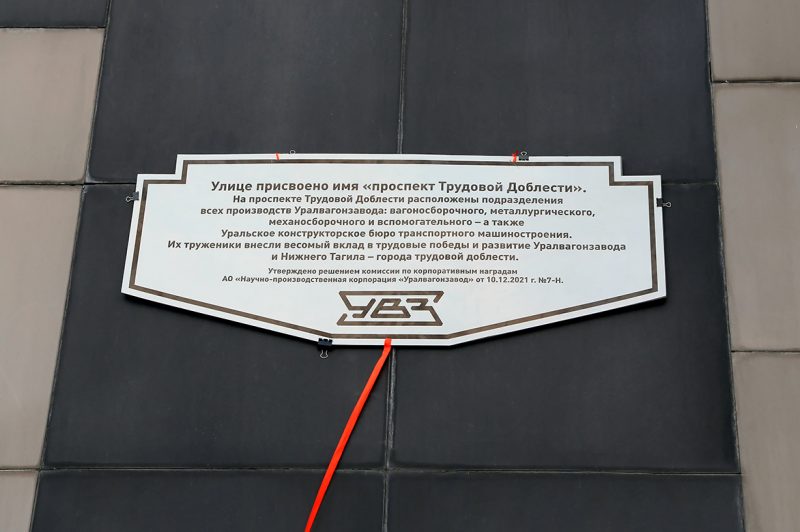 Улице присвоено имя «проспект Трудовой Доблести».
На проспекте Трудовой Доблести расположены подразделения
всех производств Уралвагонзавода: вагоносборочного, металлургического,
механосборочного и вспомогательного – а также
Уральское конструкторское бюро транспортного машиностроения.
Их труженики внесли весомый вклад в трудовые победы и развитие Уралвагонзавода
и Нижнего Тагила – города трудовой доблести.
Утверждено решением комиссии по корпоративным наградам
АО «Научно-производственная корпорация «Уралвагонзавод» от 10.12.2021 г. №7-Н.
УВЗ